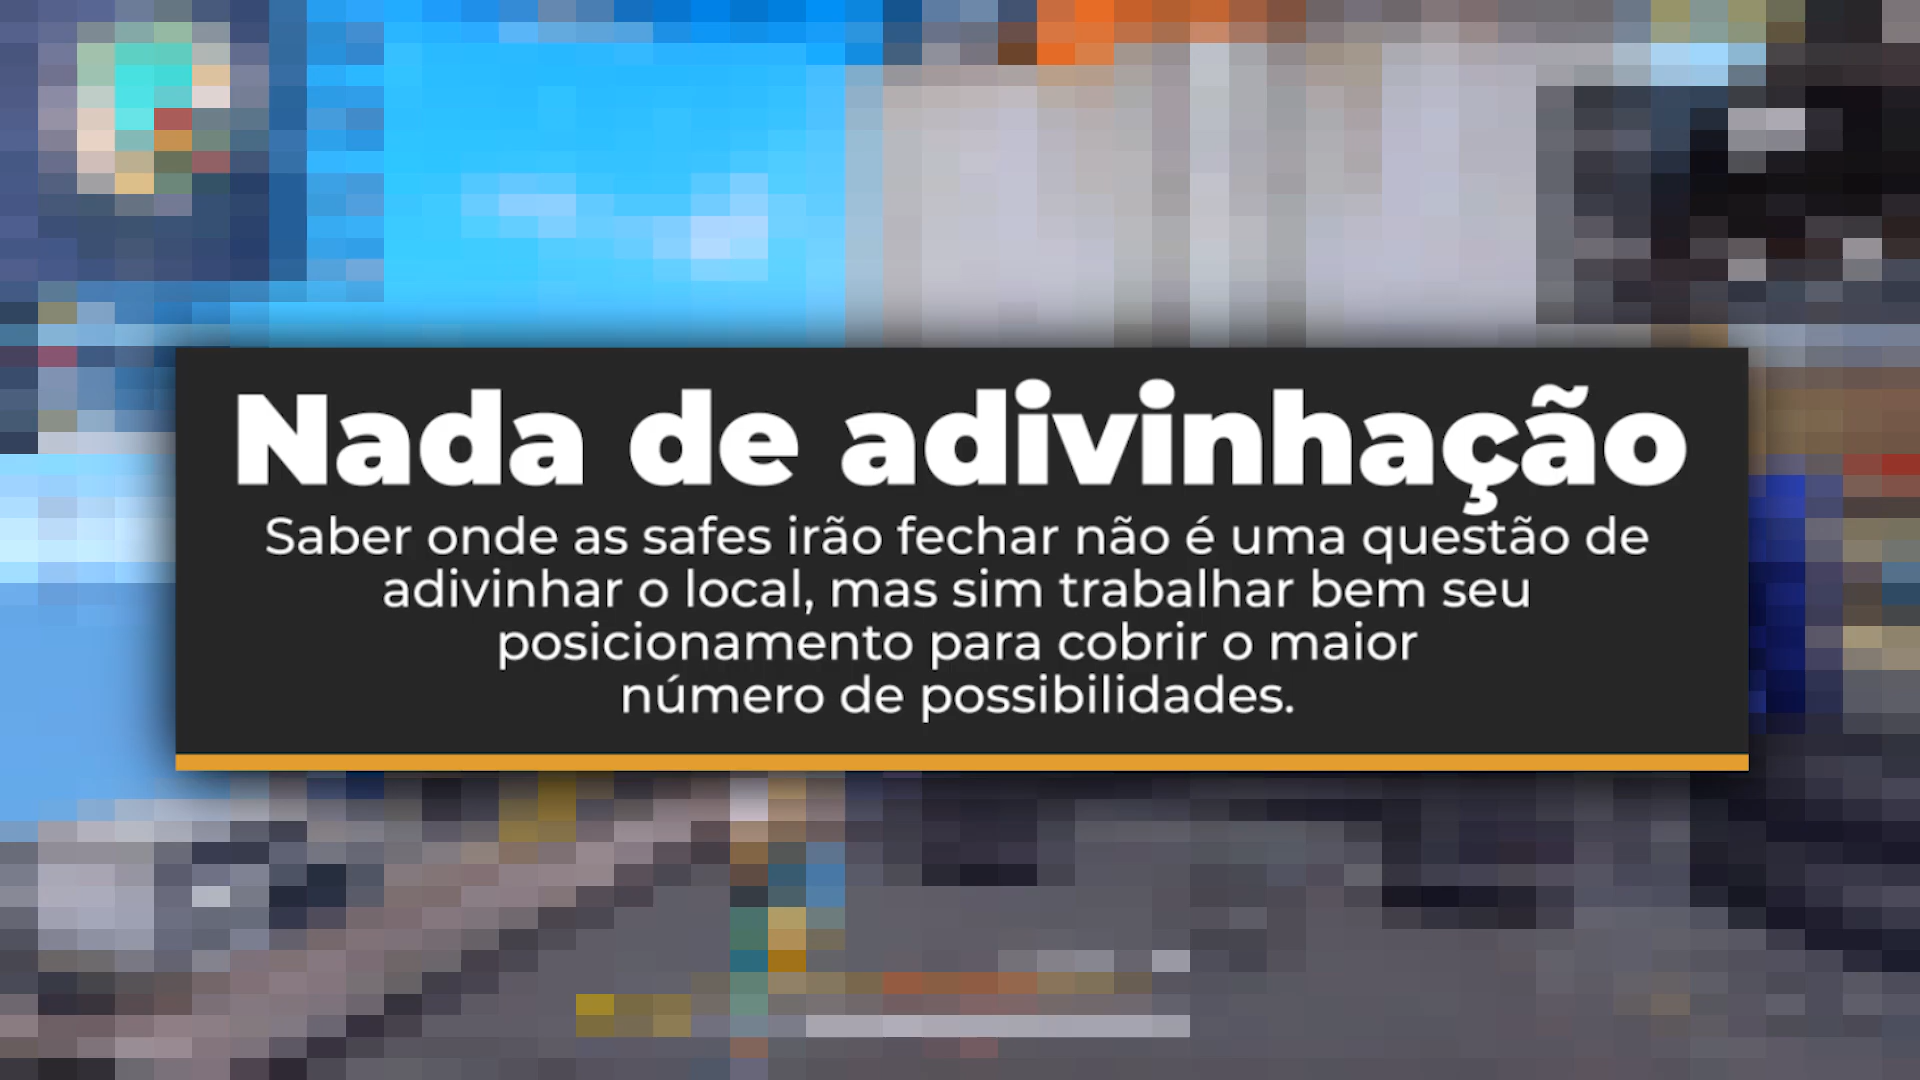 Nada de adivinhação
Saber onde as safes irão fechar não é uma questão de
adivinhar o local, mas sim trabalhar bem seu
posicionamento para cobrir o maior
número de possibilidades.